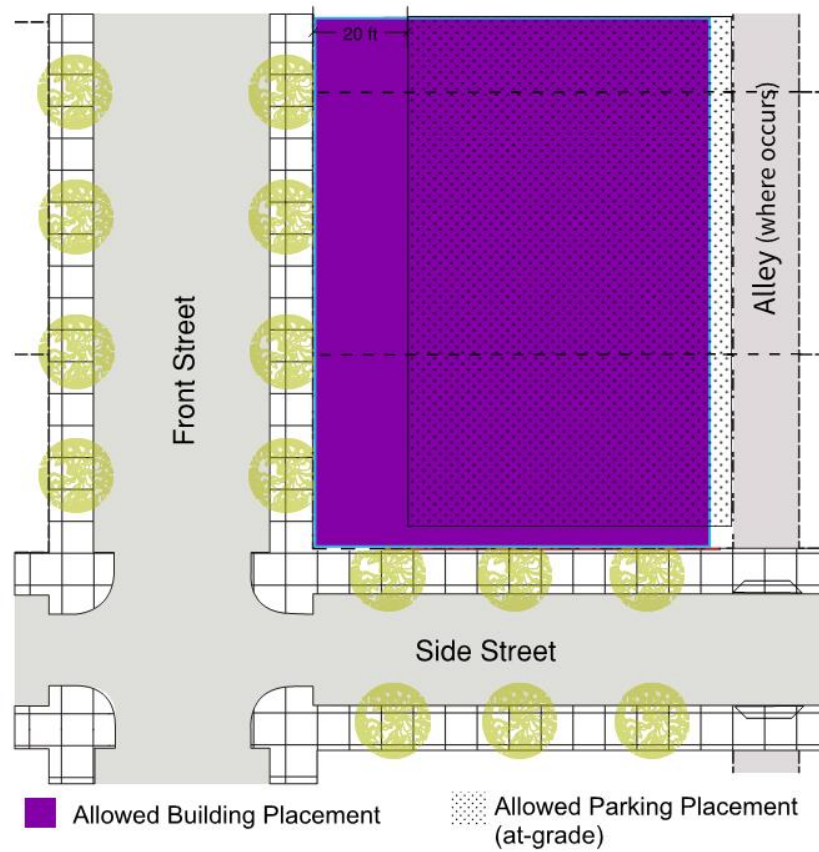 20 ft
Alley (where occurs)
Front Street
Side Street
Allowed Building Placement
Allowed Parking Placement
(at-grade)